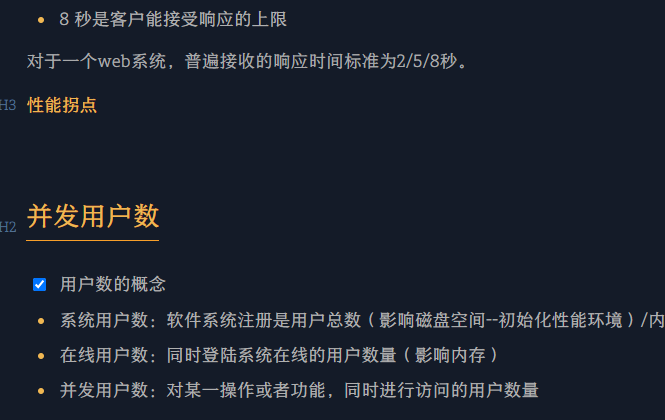 8 秒是客户能接受响应的上限
对于一个web系统，普遍接收的响应时间标准为2/5/8秒。
H3 性能拐点
H2 并发用户数
用户数的概念
系统用户数：软件系统注册是用户总数（影响磁盘空间--初始化性能环境）/内
在线用户数：同时登陆系统在线的用户数量（影响内存）
并发用户数：对某一操作或者功能，同时进行访问的用户数量